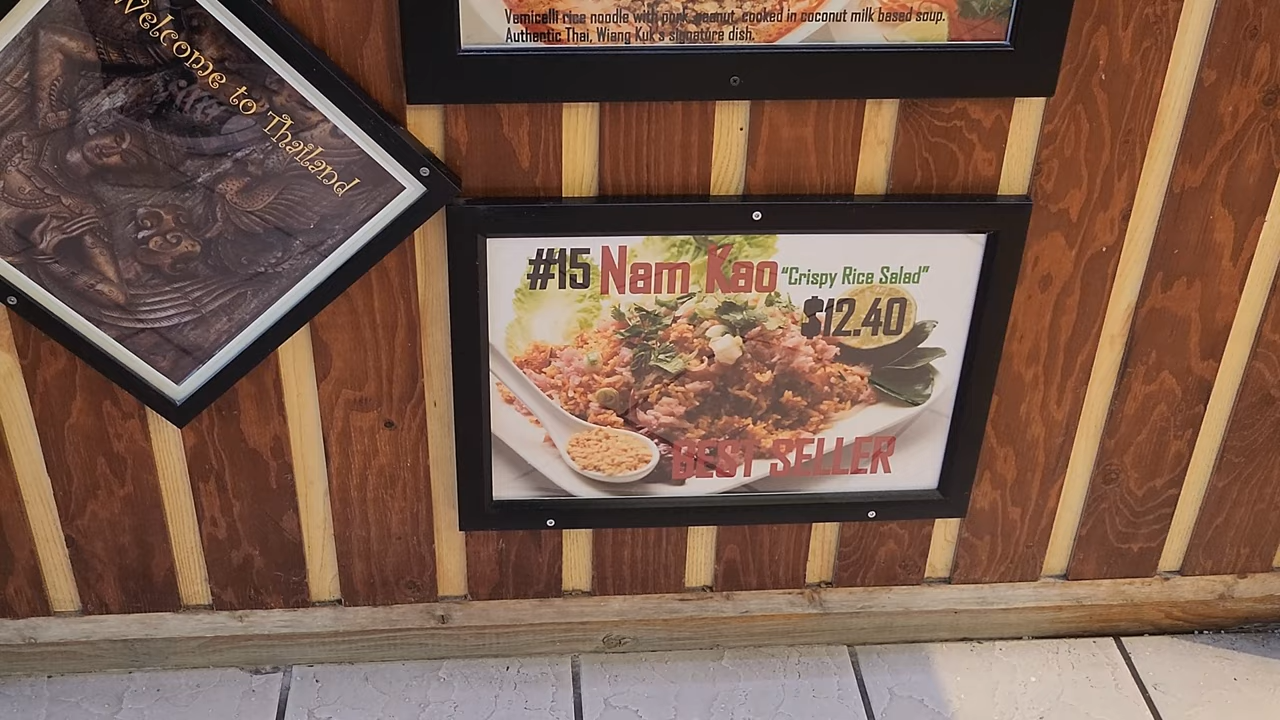 Vemicelli rice noodle with pork, peanut, cooked in coconut milk based soup.
Authentic Thai, Wiang Kuk's signature dish.
Welcome to Thailand
#15 Nam Kao "Crispy Rice Salad"
$12.40
BEST SELLER